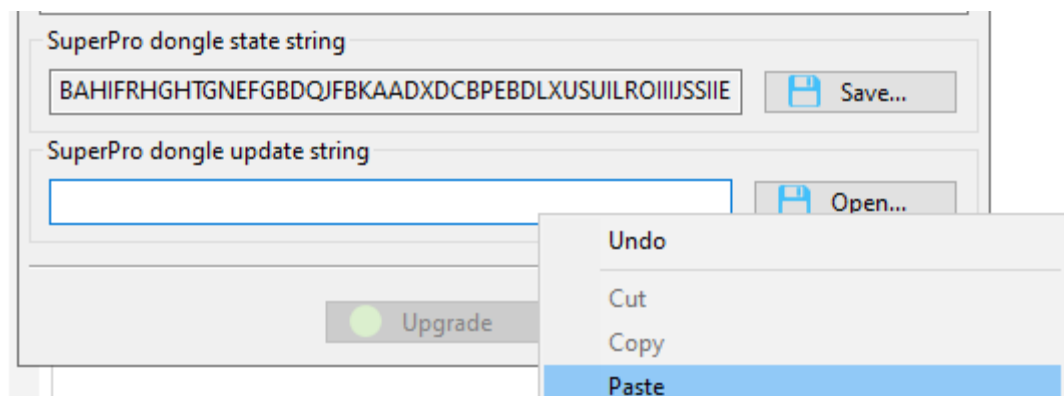 SuperPro dongle state string
BAHIFRHGHTGNEFGBDQJFBKAADXDCBPEBDLXUSUILROIIIJSSIIE
Save...
SuperPro dongle update string
Open...
Undo
Cut
Upgrade
Copy
Paste